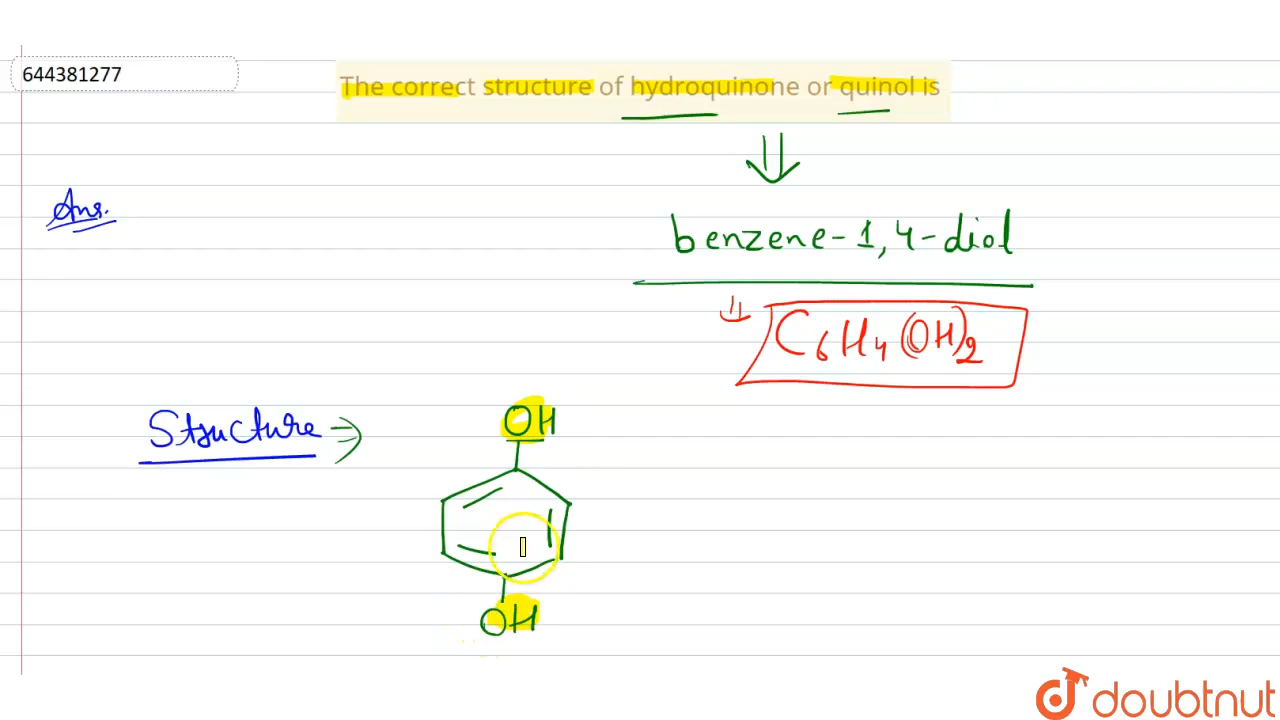 644381277
The correct structure of hydroquinone or quinol is
Ans.
benzene-1,4-diol
C6H4(OH)2
Structure ⇒
OH
OH
doubtnut